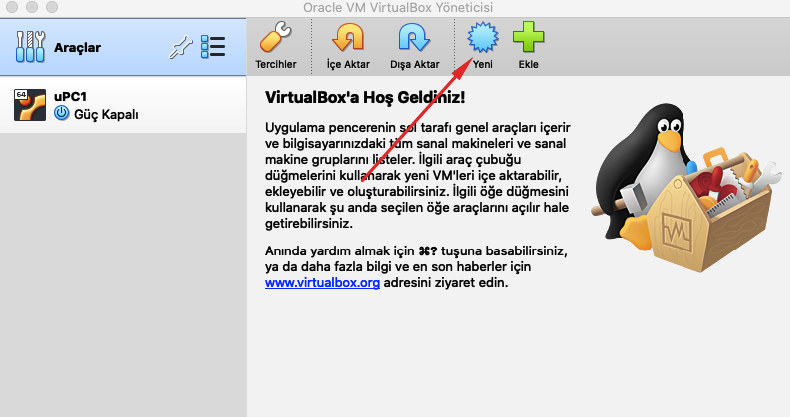 Oracle VM VirtualBox Yöneticisi
Araçlar
Tercihler
İçe Aktar
Dışa Aktar
Yeni
Ekle
64
uPC1
Güç Kapalı
VirtualBox'a Hoş Geldiniz!
Uygulama pencerenin sol tarafı genel araçları içerir
ve bilgisayarınızdaki tüm sanal makineleri ve sanal
makine gruplarını listeler. İlgili araç çubuğu
düğmelerini kullanarak yeni VM'leri içe aktarabilir,
ekleyebilir ve oluşturabilirsiniz. İlgili öğe düğmesini
kullanarak şu anda seçilen öğe araçlarını açılır hale
getirebilirsiniz.
Anında yardım almak için ⌘? tuşuna basabilirsiniz,
ya da daha fazla bilgi ve en son haberler için
www.virtualbox.org adresini ziyaret edin.
VM